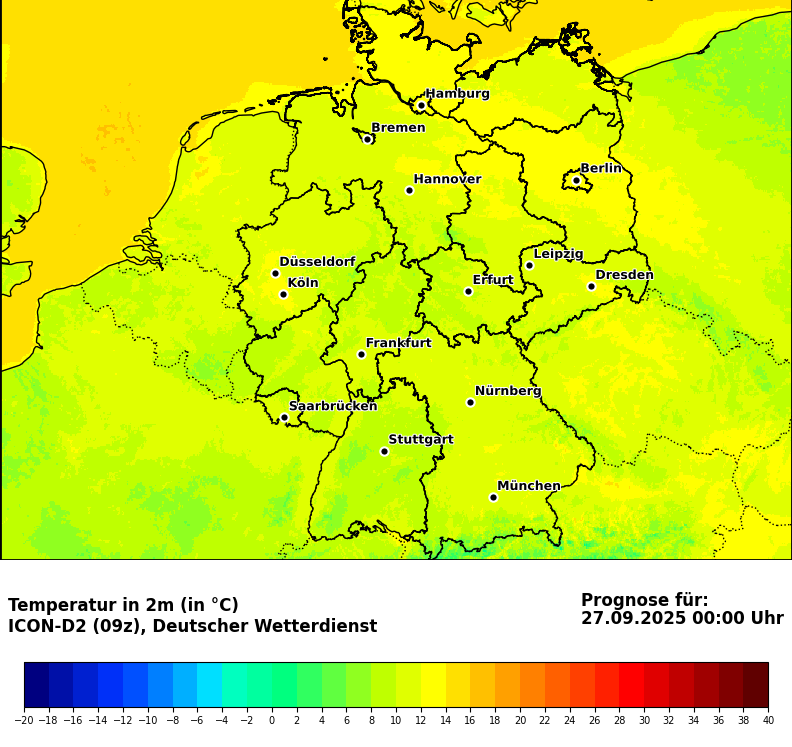 Hamburg
Bremen
Berlin
Hannover
Leipzig
Düsseldorf
Dresden
Köln
Erfurt
Frankfurt
Nürnberg
Saarbrücken
Stuttgart
München
Temperatur in 2m (in °C)
ICON-D2 (09z), Deutscher Wetterdienst
Prognose für:
27.09.2025 00:00 Uhr
−20 −18 −16 −14 −12 −10 −8 −6 −4 −2 0 2 4 6 8 10 12 14 16 18 20 22 24 26 28 30 32 34 36 38 40